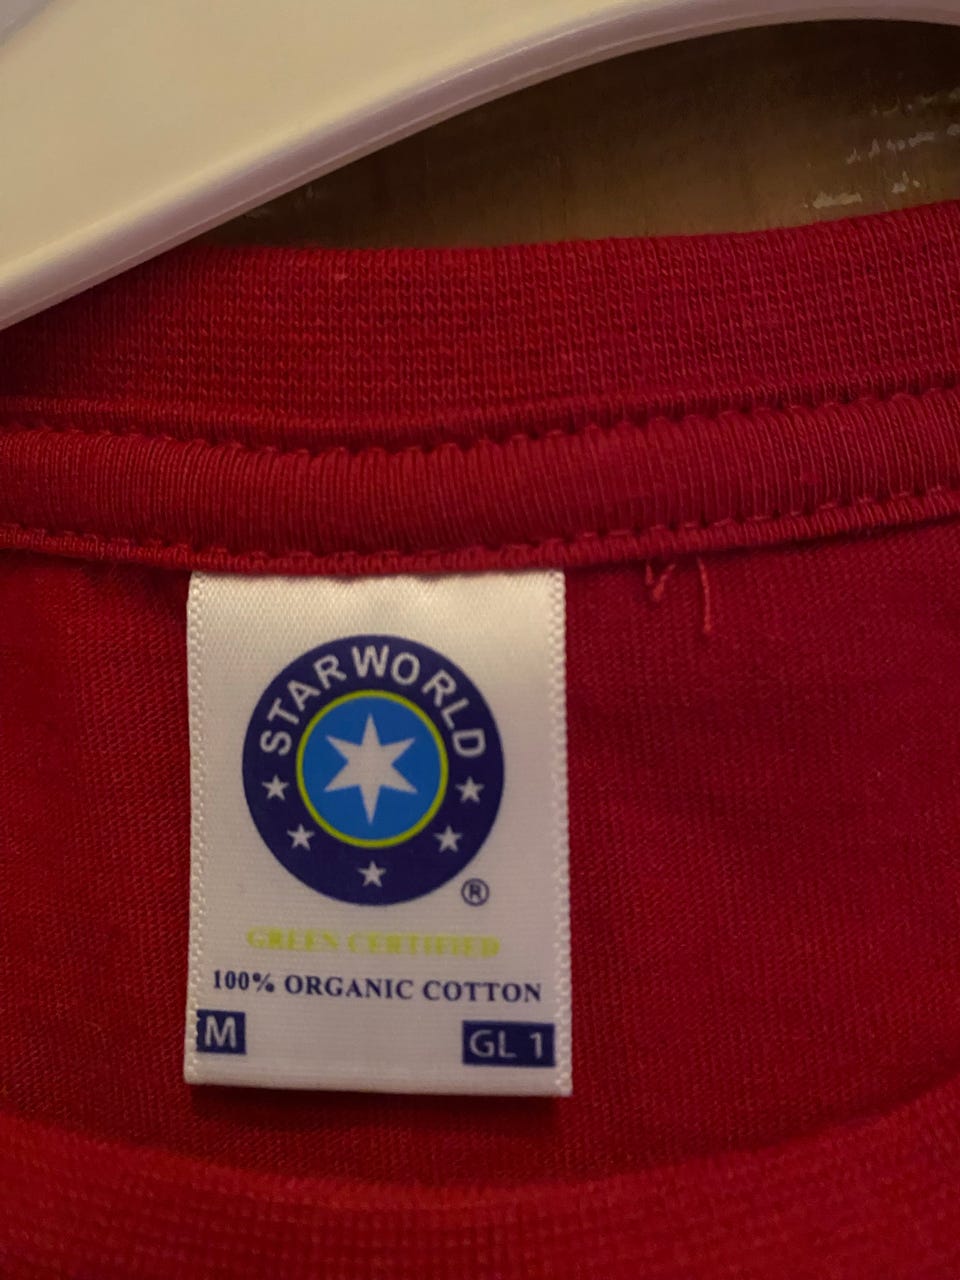 STARWORLD
®
GREEN CERTIFIED
100% ORGANIC COTTON
M
GL 1